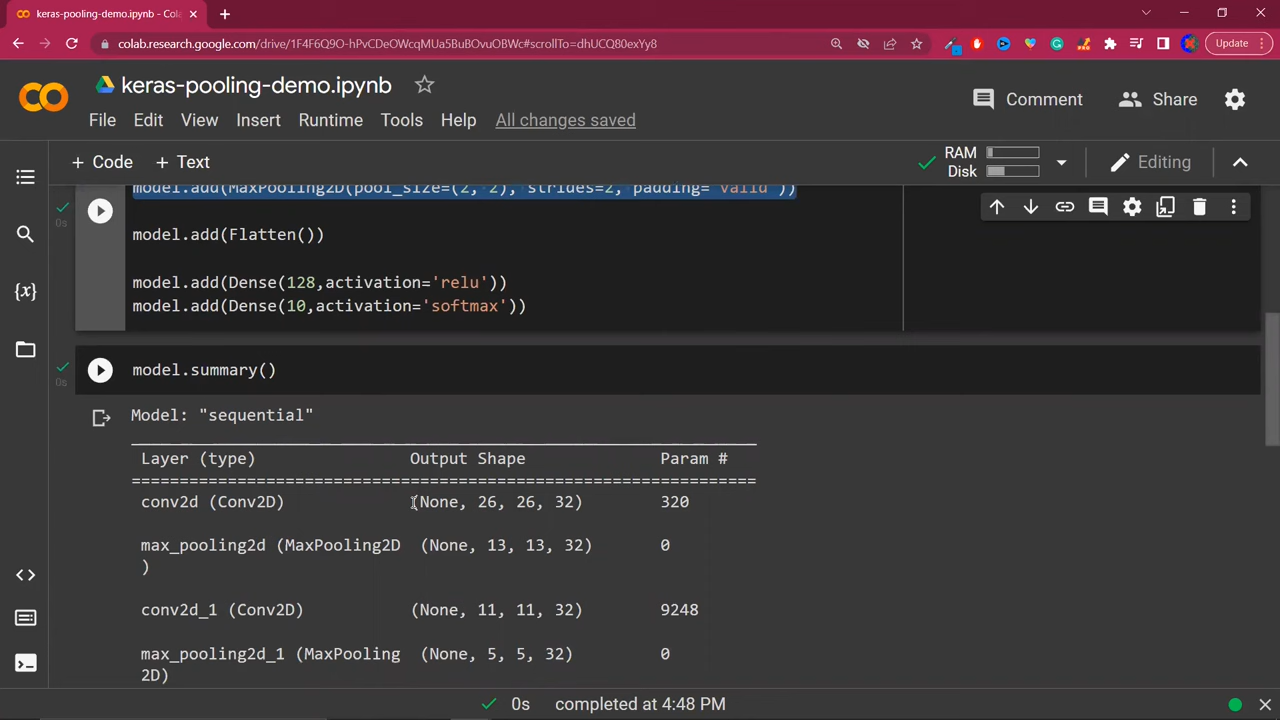 keras-pooling-demo.ipynb - Col
colab.research.google.com/drive/1F4F6Q9O-hPvCDeOWcqMUa5BuBOvuOBWc#scrollTo=dhUCQ80exYy8
Update
keras-pooling-demo.ipynb
Comment
Share
File Edit View Insert Runtime Tools Help All changes saved
+ Code + Text
RAM
Disk
Editing
model.add(MaxPooling2D(pool_size=(2, 2), strides=2, padding='valid'))
0s
model.add(Flatten())
model.add(Dense(128,activation='relu'))
model.add(Dense(10,activation='softmax'))
model.summary()
0s
Model: "sequential"
Layer (type) Output Shape Param #
conv2d (Conv2D) (None, 26, 26, 32) 320
max_pooling2d (MaxPooling2D (None, 13, 13, 32) 0
)
conv2d_1 (Conv2D) (None, 11, 11, 32) 9248
max_pooling2d_1 (MaxPooling (None, 5, 5, 32) 0
2D)
0s completed at 4:48 PM